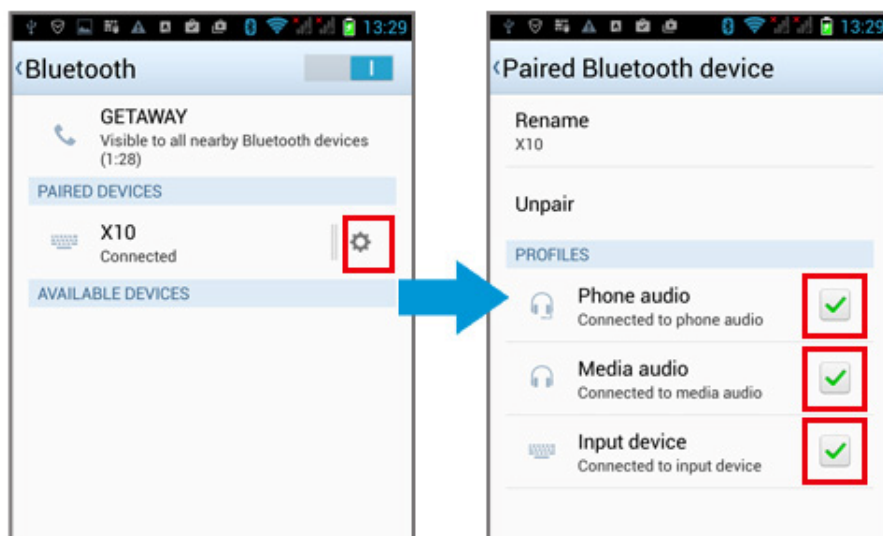 13:29
Bluetooth
GETAWAY
Visible to all nearby Bluetooth devices
(1:28)
PAIRED DEVICES
X10
Connected
AVAILABLE DEVICES
13:29
Paired Bluetooth device
Rename
X10
Unpair
PROFILES
Phone audio
Connected to phone audio
Media audio
Connected to media audio
Input device
Connected to input device